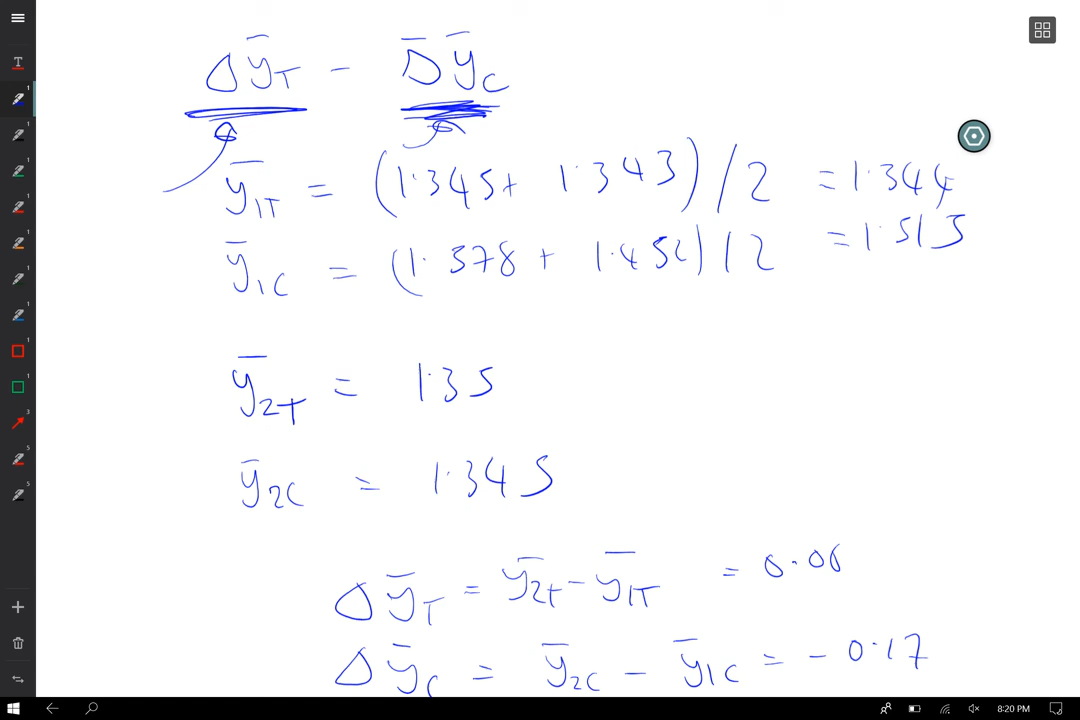 Δȳ_T − Δ̄ȳ_C
ȳ_1T = (1.345+ 1.343)/2 = 1.344
ȳ_1C = (1.378 + 1.452)/2 = 1.515
ȳ_2T = 1.35
ȳ_2C = 1.345
Δȳ_T = ȳ_2T − ȳ_1T = 0.06
Δȳ_C = ȳ_2C − ȳ_1C = − 0.17
8:20 PM